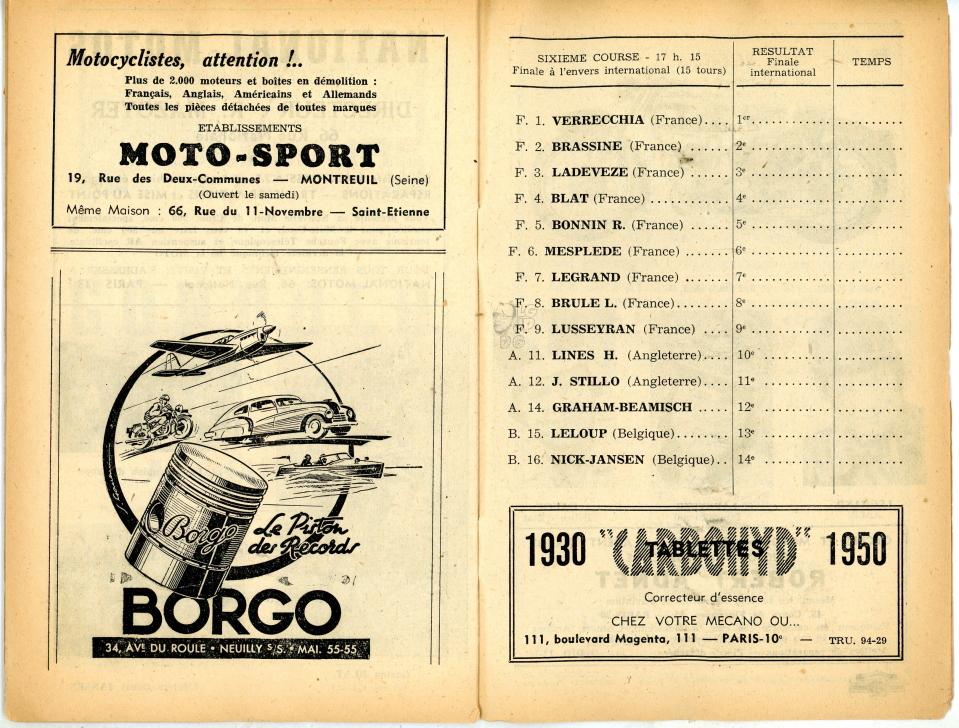 Motocyclistes, attention !..
Plus de 2.000 moteurs et boîtes en démolition :
Français, Anglais, Américains et Allemands
Toutes les pièces détachées de toutes marques
ETABLISSEMENTS
MOTO-SPORT
19, Rue des Deux-Communes — MONTREUIL (Seine)
(Ouvert le samedi)
Même Maison : 66, Rue du 11-Novembre — Saint-Etienne
Borgo
Le Piston
des Records
BORGO
34, AVE DU ROULE • NEUILLY S/S. • MAI. 55-55
SIXIEME COURSE - 17 h. 15
Finale à l'envers international (15 tours)
RESULTAT
Finale
international
TEMPS
F. 1. VERRECCHIA (France).... 1er
F. 2. BRASSINE (France) ..... 2e
F. 3. LADEVEZE (France) ..... 3e
F. 4. BLAT (France) .......... 4e
F. 5. BONNIN R. (France) ..... 5e
F. 6. MESPLEDE (France) ..... 6e
F. 7. LEGRAND (France) ...... 7e
F. 8. BRULE L. (France)....... 8e
F. 9. LUSSEYRAN (France) ... 9e
A. 11. LINES H. (Angleterre).... 10e
A. 12. J. STILLO (Angleterre).... 11e
A. 14. GRAHAM-BEAMISCH ..... 12e
B. 15. LELOUP (Belgique)....... 13e
B. 16. NICK-JANSEN (Belgique).. 14e
1930 "CARBOHYD" 1950
TABLETTES
Correcteur d'essence
CHEZ VOTRE MECANO OU...
111, boulevard Magenta, 111 — PARIS-10e — TRU. 94-29